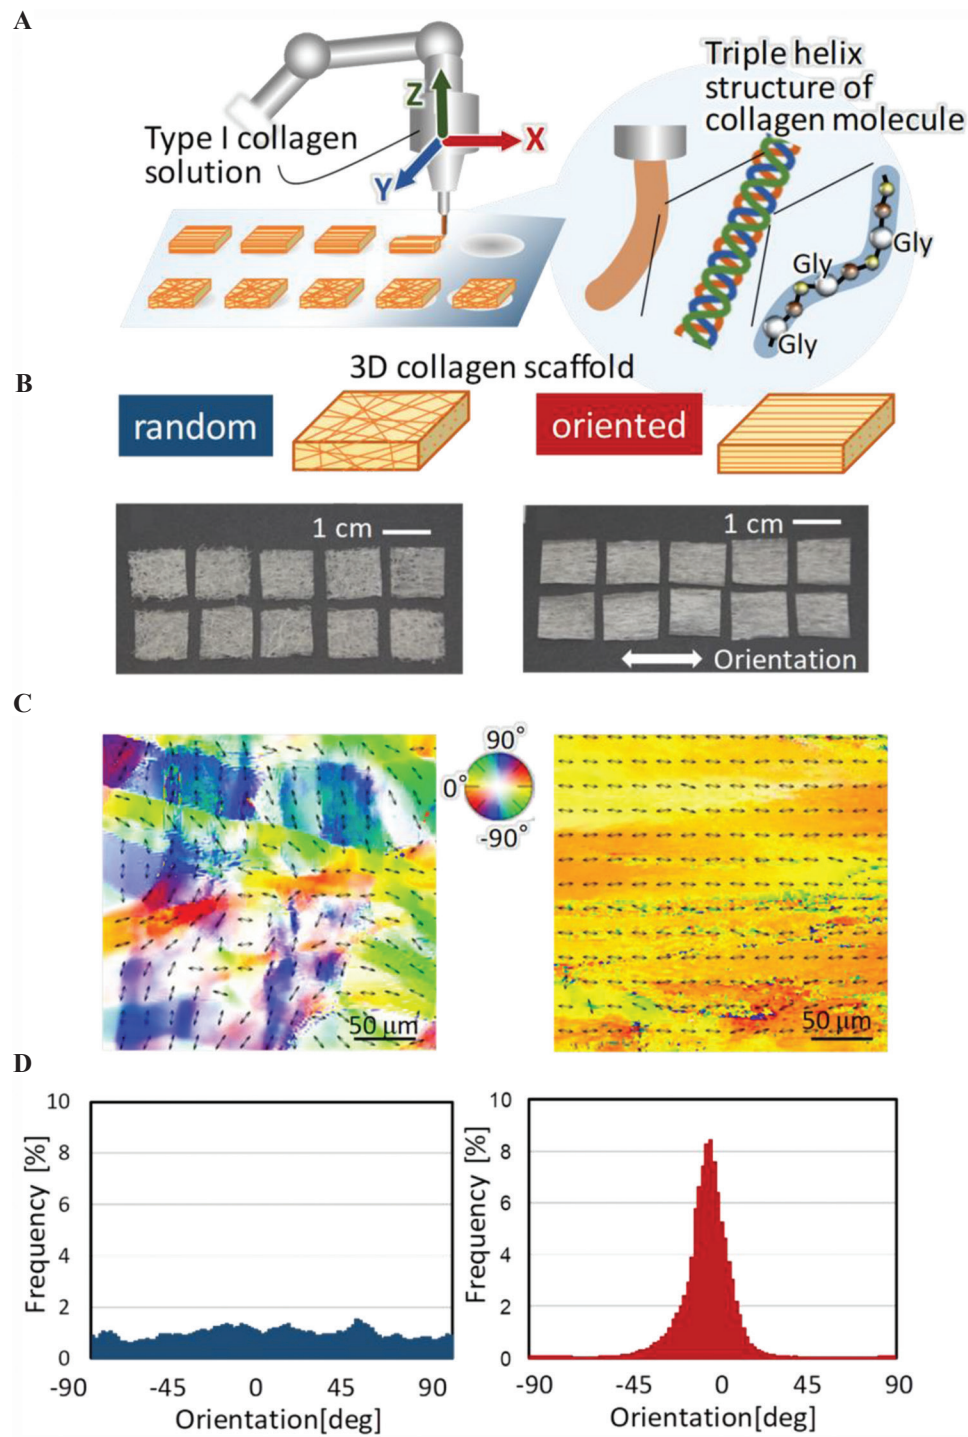 A
Type I collagen
solution
Z
X
Y
Triple helix
structure of
collagen molecule
Gly
Gly
Gly
B
3D collagen scaffold
random
oriented
1 cm
1 cm
Orientation
C
90°
0°
-90°
50 μm
50 μm
D
Frequency [%]
10
8
6
4
2
0
-90
-45
0
45
90
Orientation[deg]
Frequency [%]
10
8
6
4
2
0
-90
-45
0
45
90
Orientation[deg]